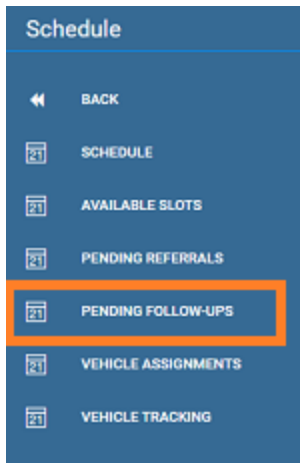 Schedule
BACK
21 SCHEDULE
21 AVAILABLE SLOTS
21 PENDING REFERRALS
21 PENDING FOLLOW-UPS
21 VEHICLE ASSIGNMENTS
21 VEHICLE TRACKING